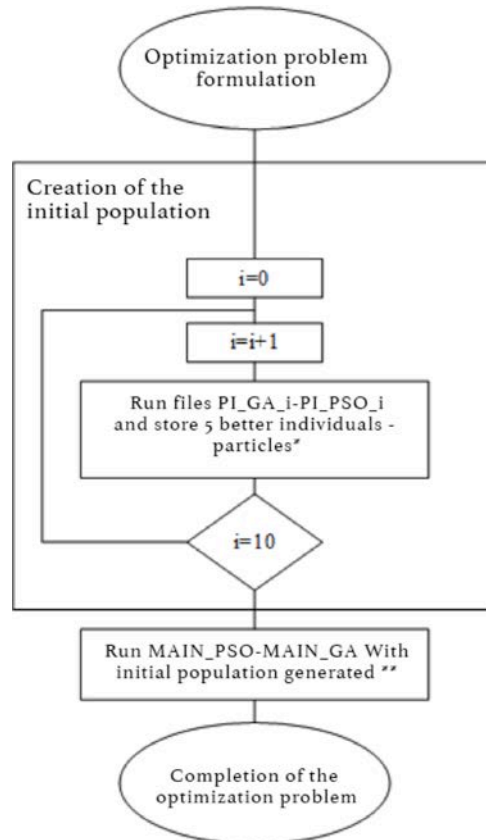 Optimization problem
formulation
Creation of the
initial population
i=0
i=i+1
Run files PI_GA_i-PI_PSO_i
and store 5 better individuals -
particles*
i=10
Run MAIN_PSO-MAIN_GA With
initial population generated **
Completion of the
optimization problem